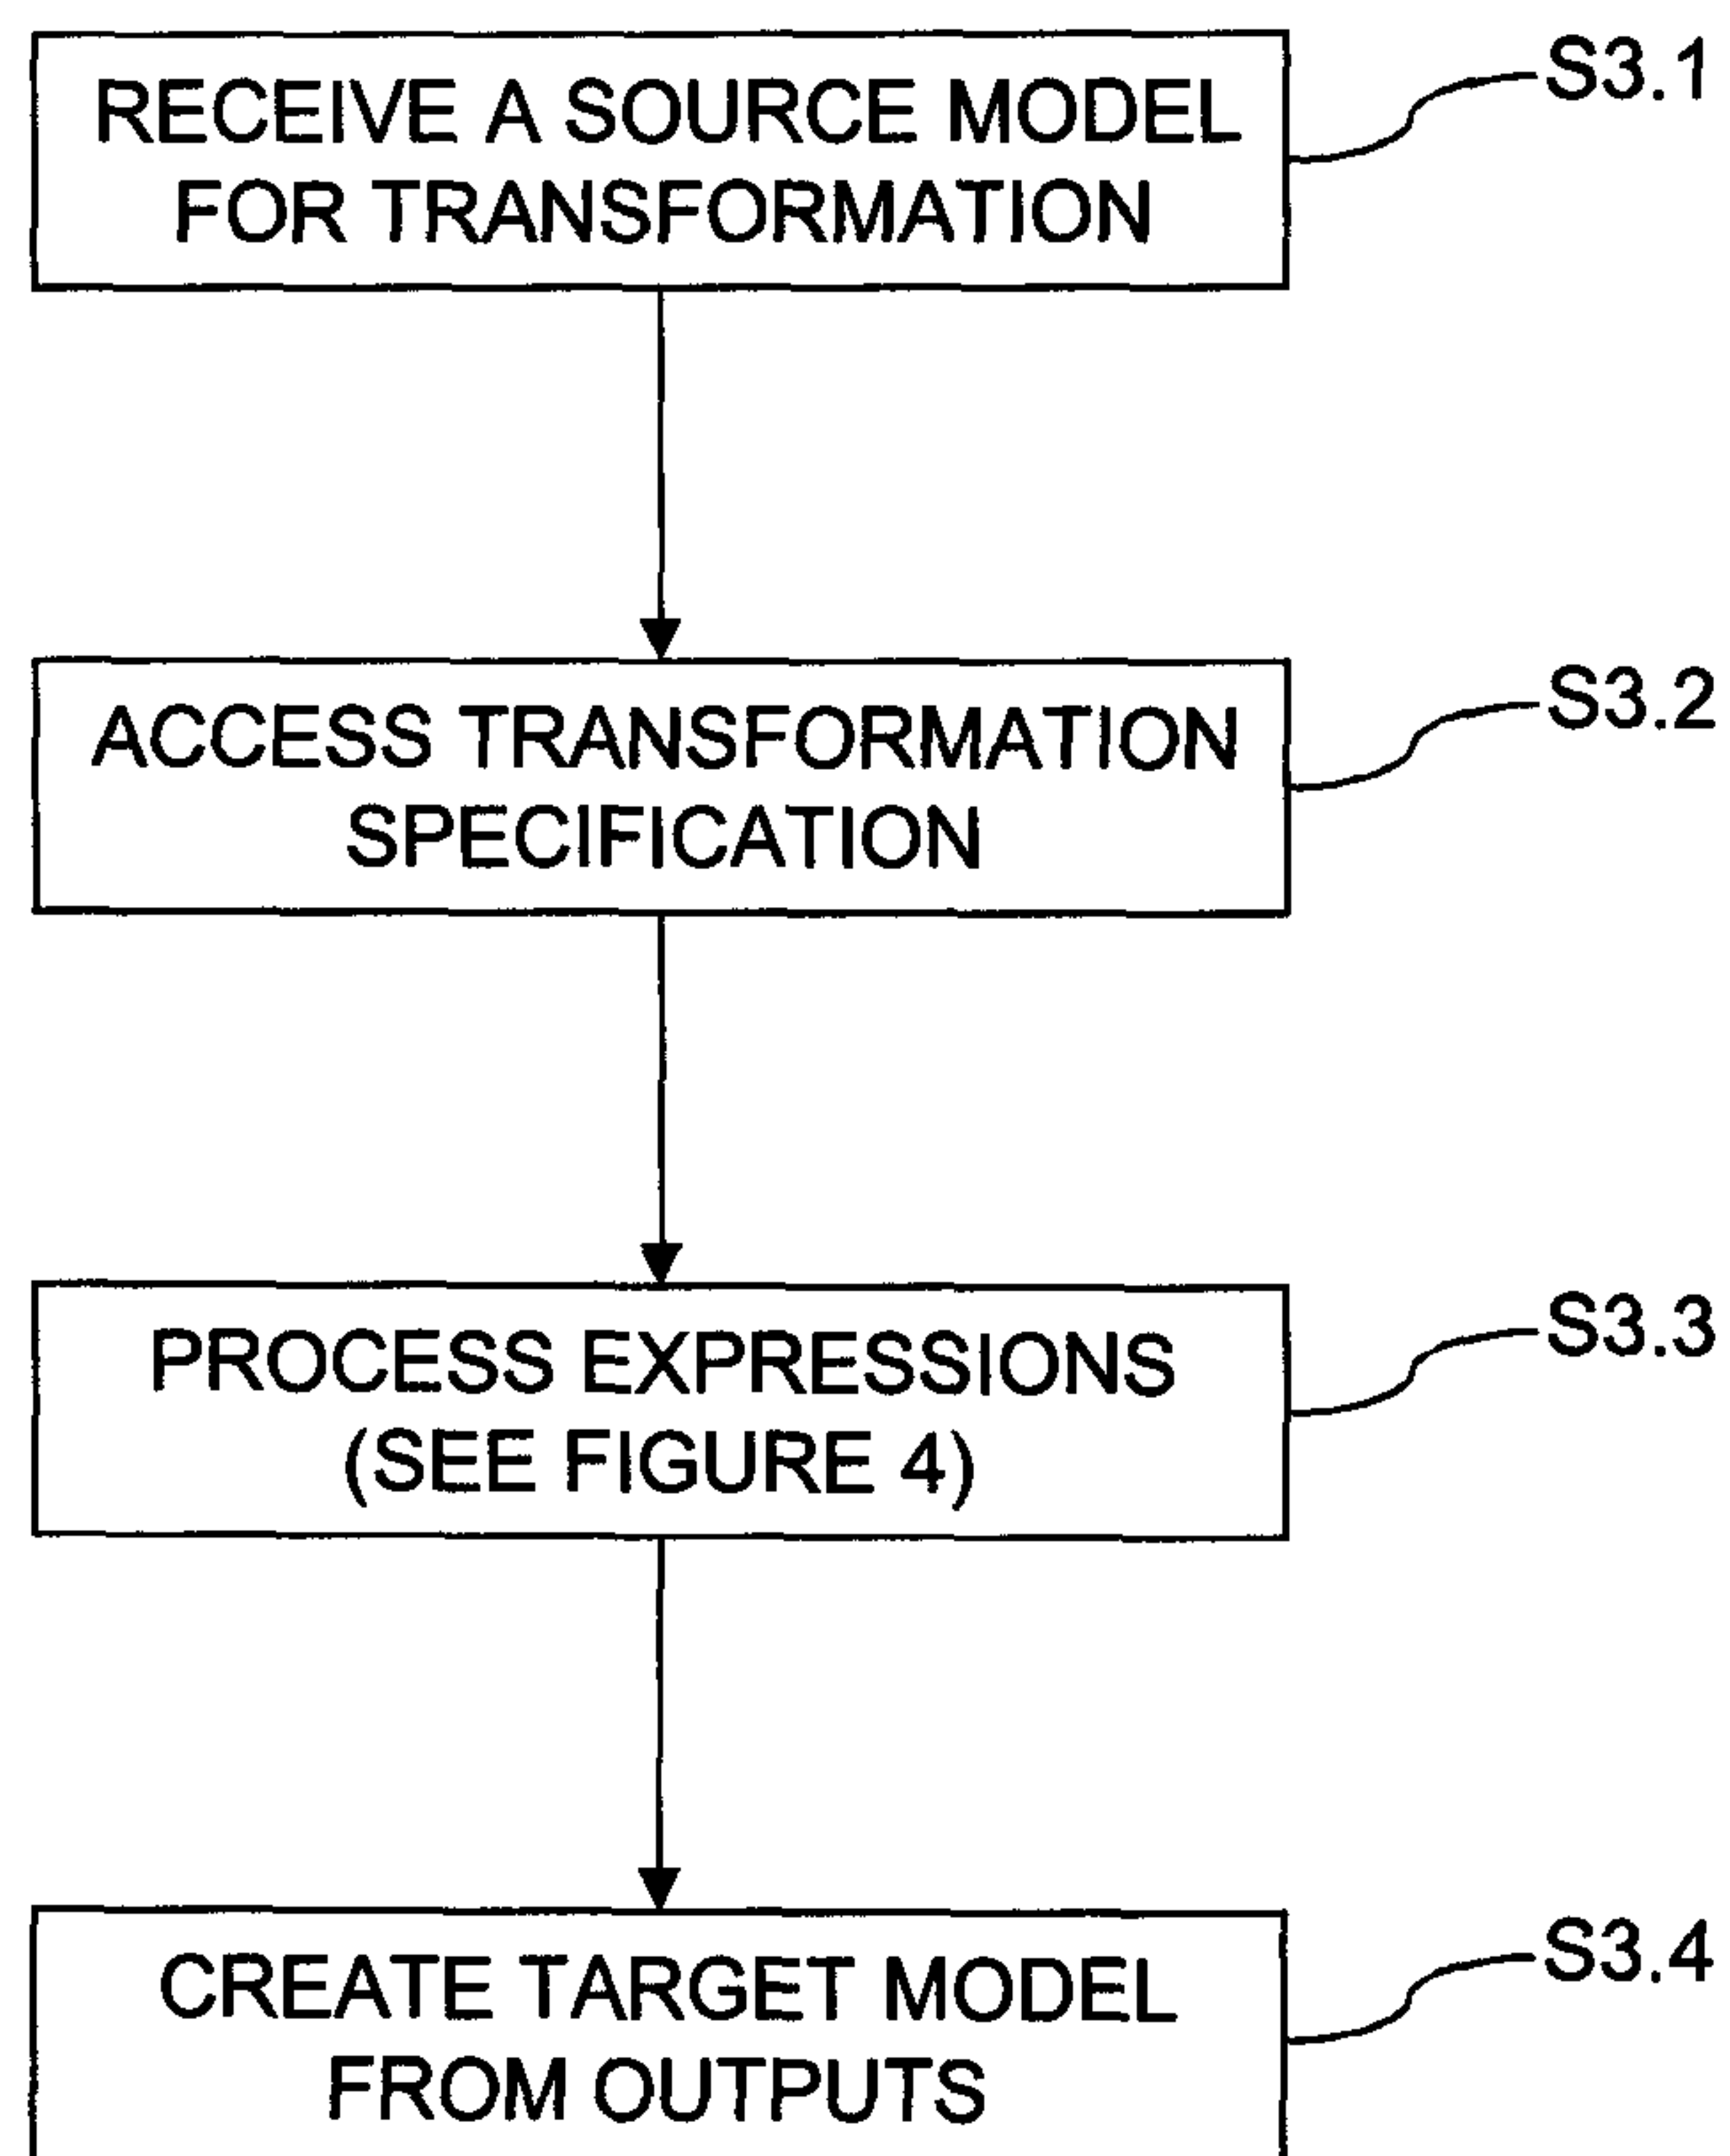 RECEIVE A SOURCE MODEL
FOR TRANSFORMATION
S3.1
ACCESS TRANSFORMATION
SPECIFICATION
S3.2
PROCESS EXPRESSIONS
(SEE FIGURE 4)
S3.3
CREATE TARGET MODEL
FROM OUTPUTS
S3.4